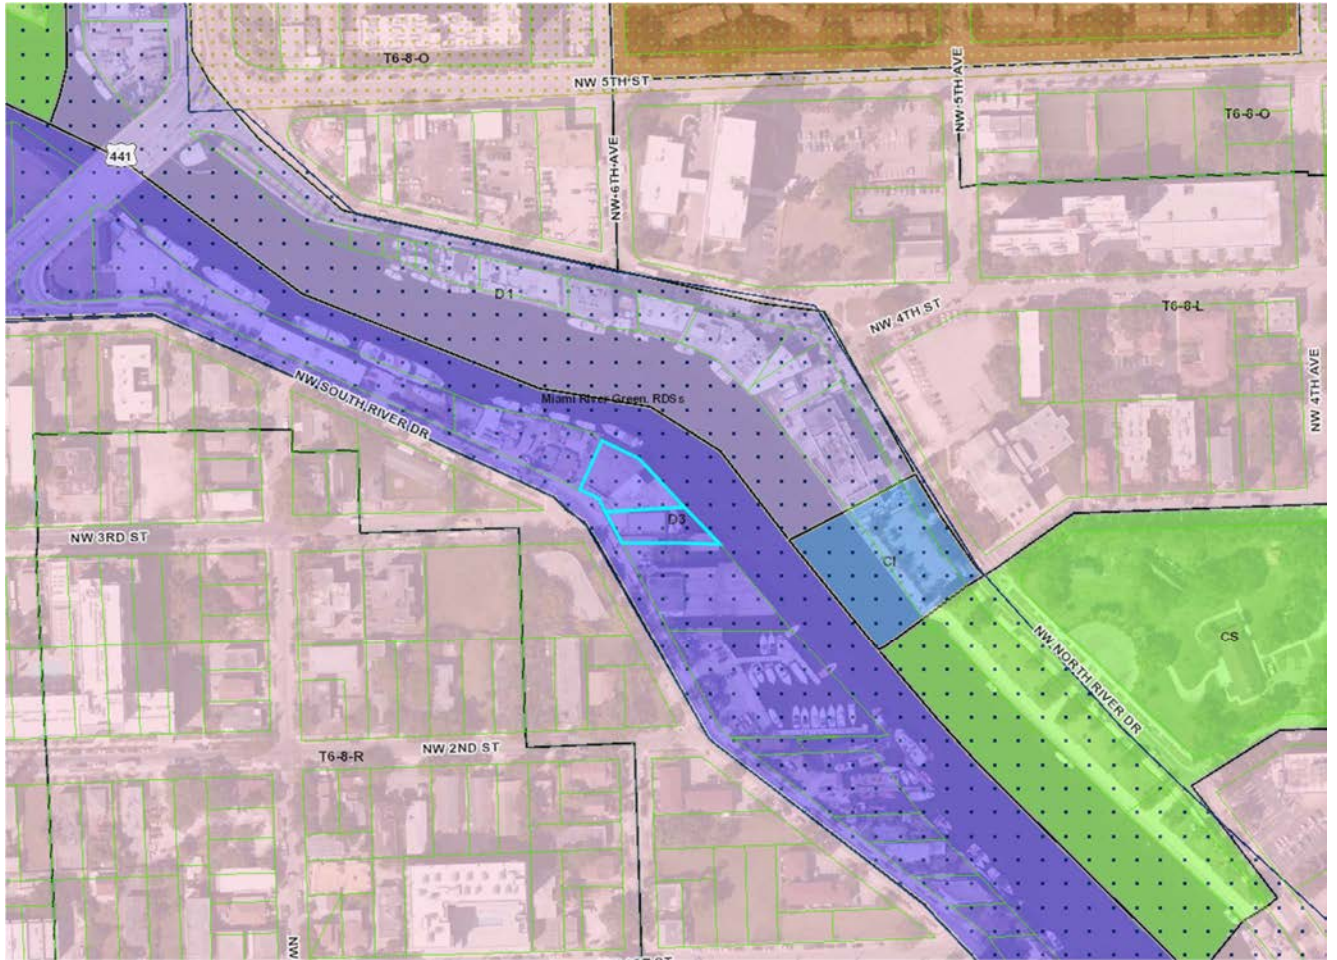 T6-8-O
NW 5TH ST
NW 5TH AVE
T6-8-O
441
NW 6TH AVE
D1
NW 4TH ST
T6-8-L
NW 4TH AVE
Miami River Green. RDSs
NW SOUTH RIVER DR
D3
NW 3RD ST
CI
CS
NW NORTH RIVER DR
T6-8-R
NW 2ND ST
NW